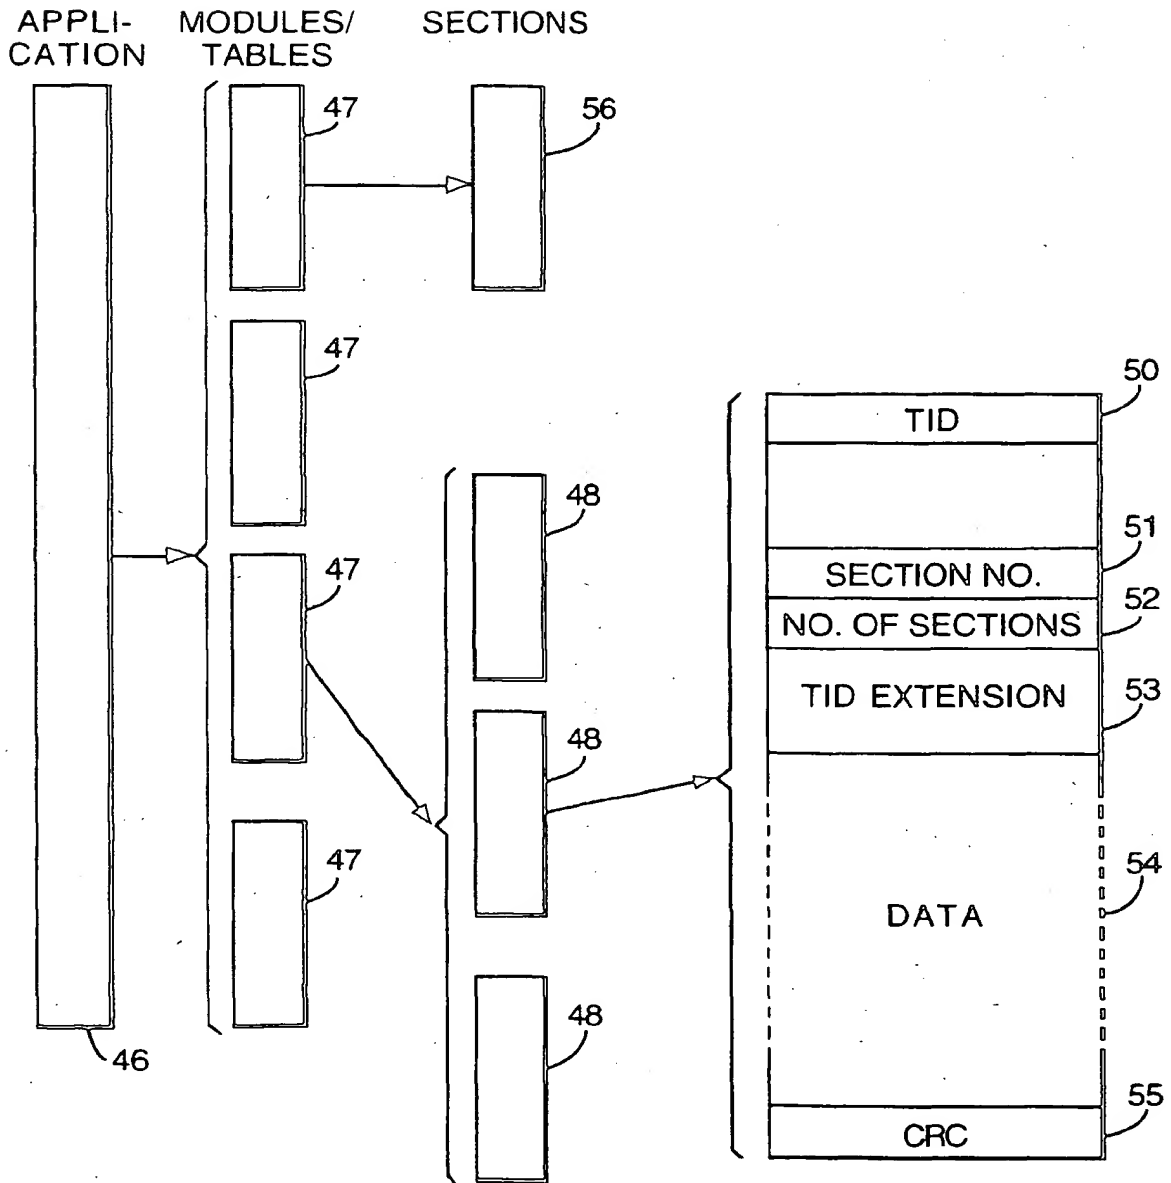 APPLI-
CATION
MODULES/
TABLES
SECTIONS
47
56
47
50
TID
48
51
47
SECTION NO.
52
NO. OF SECTIONS
TID EXTENSION
53
48
47
54
DATA
48
46
55
CRC